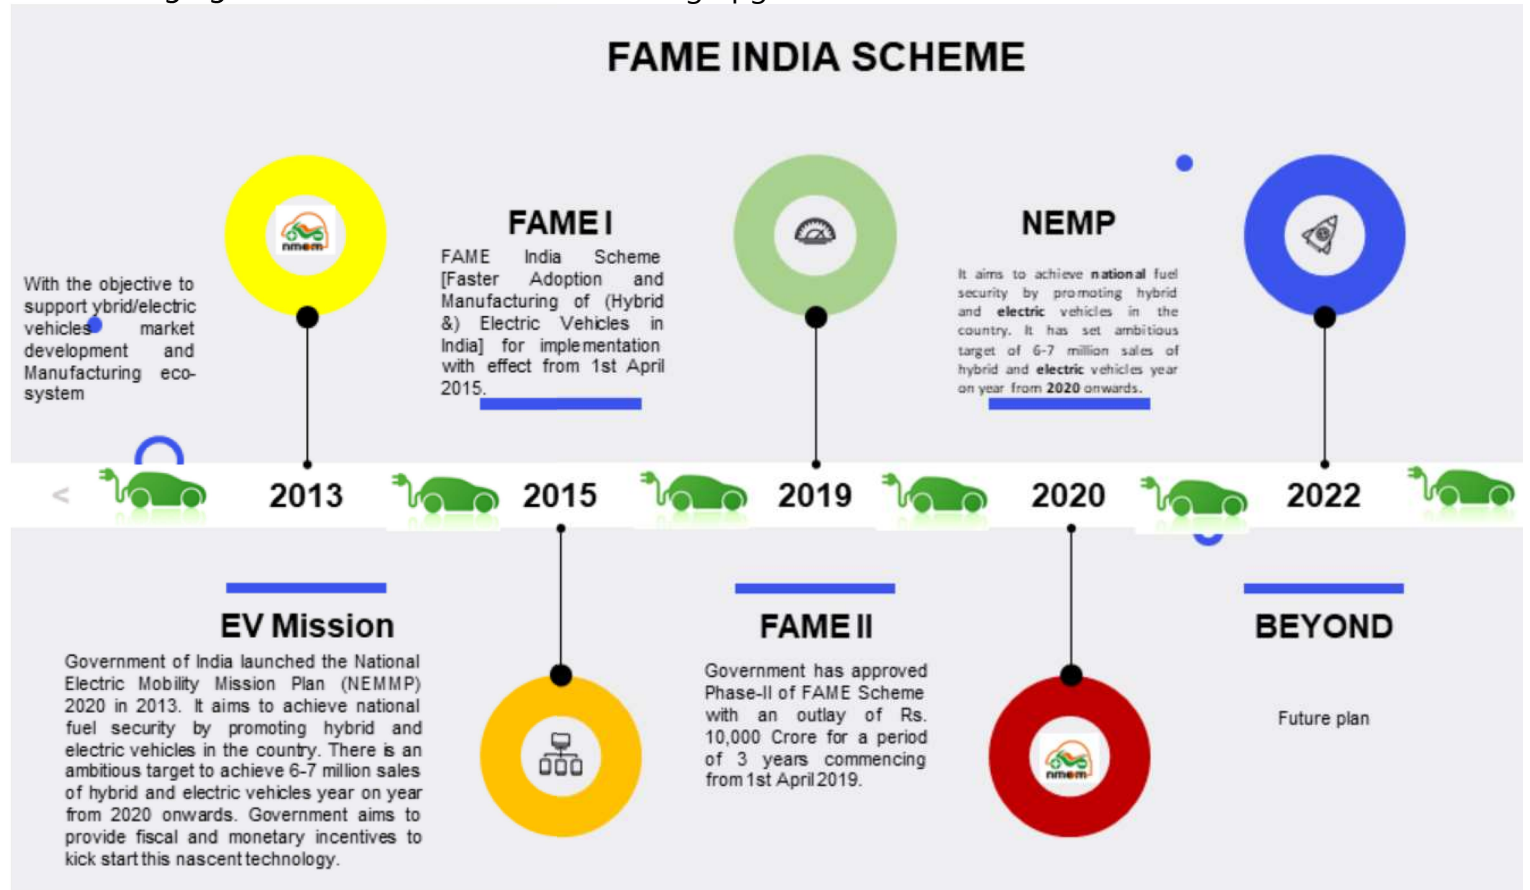 FAME INDIA SCHEME
With the objective to
support ybrid/electric
vehicles market
development and
Manufacturing eco-
system
nmem
FAME I
FAME India Scheme
[Faster Adoption and
Manufacturing of (Hybrid
&) Electric Vehicles in
India] for implementation
with effect from 1st April
2015.
NEMP
It aims to achieve national fuel
security by promoting hybrid
and electric vehicles in the
country. It has set ambitious
target of 6-7 million sales of
hybrid and electric vehicles year
on year from 2020 onwards.
<
2013
2015
2019
2020
2022
EV Mission
Government of India launched the National
Electric Mobility Mission Plan (NEMMP)
2020 in 2013. It aims to achieve national
fuel security by promoting hybrid and
electric vehicles in the country. There is an
ambitious target to achieve 6-7 million sales
of hybrid and electric vehicles year on year
from 2020 onwards. Government aims to
provide fiscal and monetary incentives to
kick start this nascent technology.
FAME II
Government has approved
Phase-II of FAME Scheme
with an outlay of Rs.
10,000 Crore for a period
of 3 years commencing
from 1st April 2019.
nmem
BEYOND
Future plan